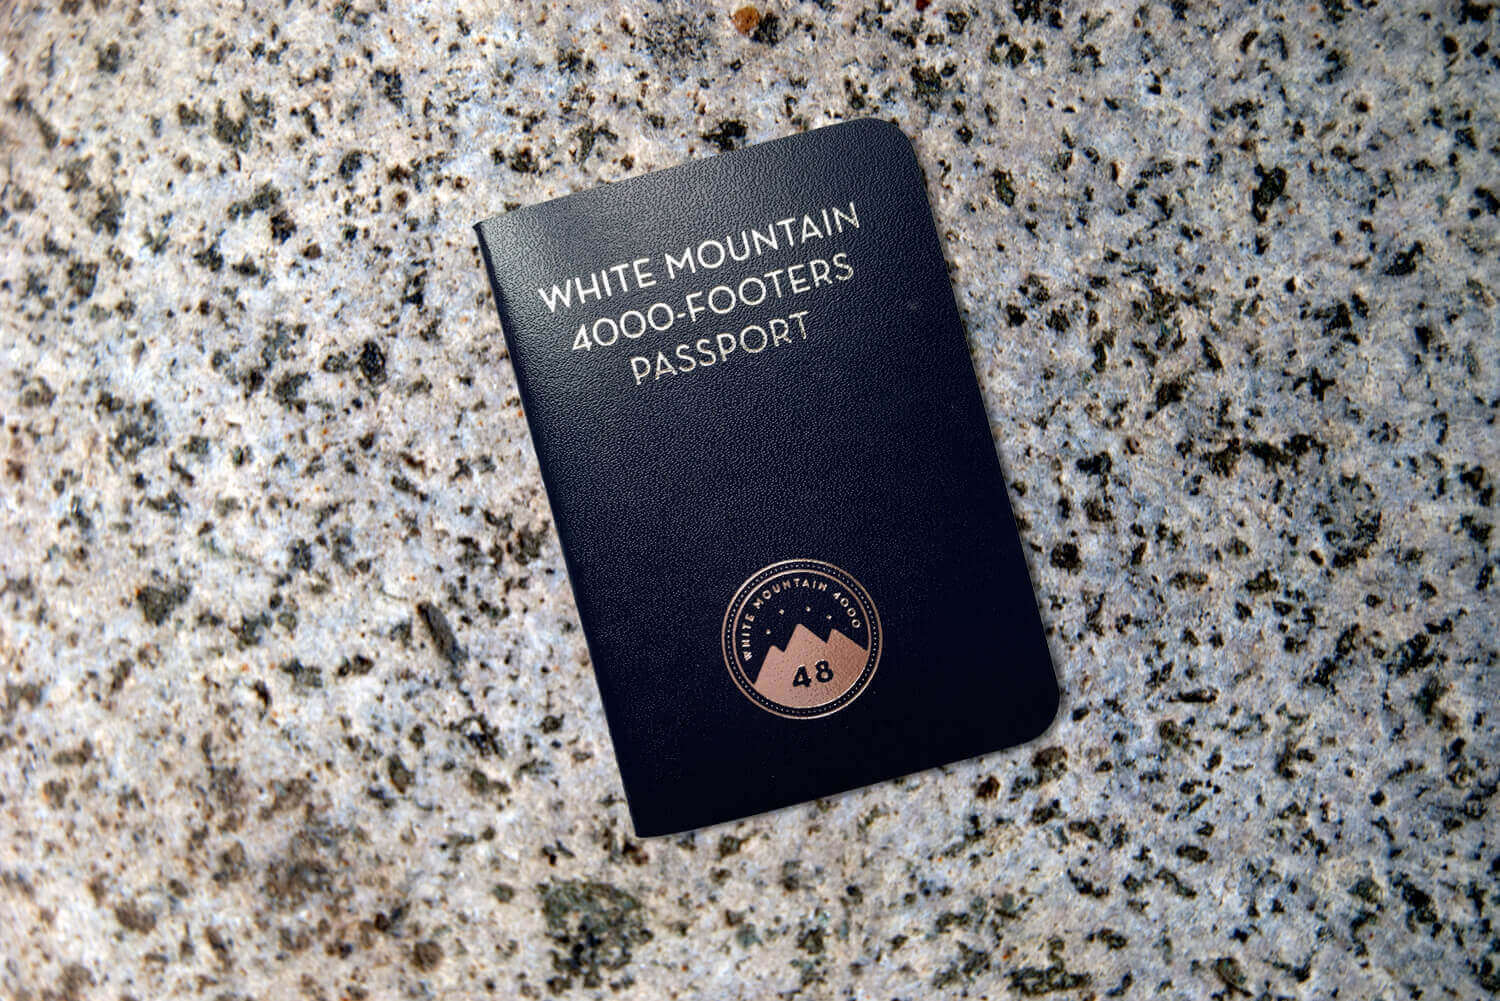 WHITE MOUNTAIN
4000-FOOTERS
PASSPORT
WHITE MOUNTAIN 4000
48